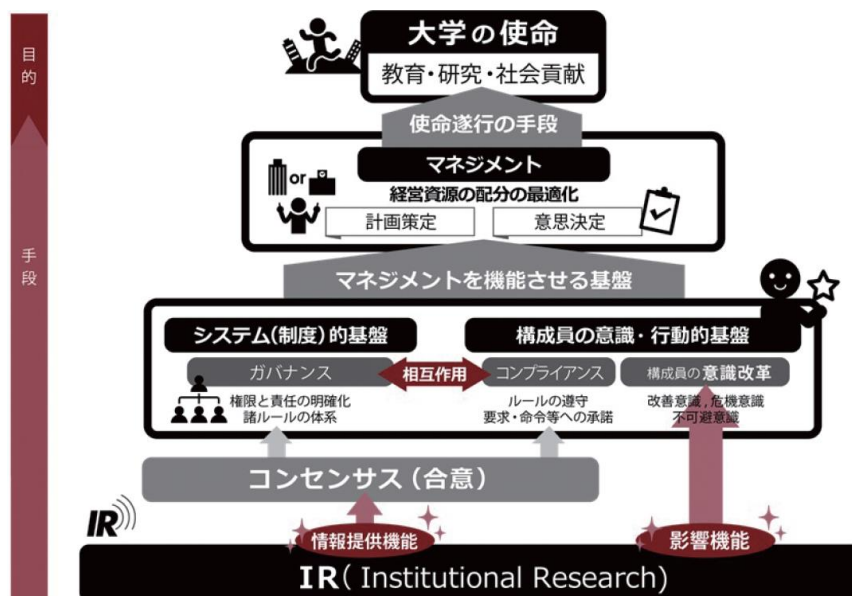 目的
手段
大学の使命
教育・研究・社会貢献
使命遂行の手段
マネジメント
経営資源の配分の最適化
or
計画策定
意思決定
マネジメントを機能させる基盤
システム(制度)的基盤
構成員の意識・行動的基盤
ガバナンス
相互作用
コンプライアンス
構成員の意識改革
権限と責任の明確化
諸ルールの体系
ルールの遵守
要求・命令等への承諾
改善意識,危機意識
不可避意識
コンセンサス(合意)
IR
情報提供機能
影響機能
IR( Institutional Research)